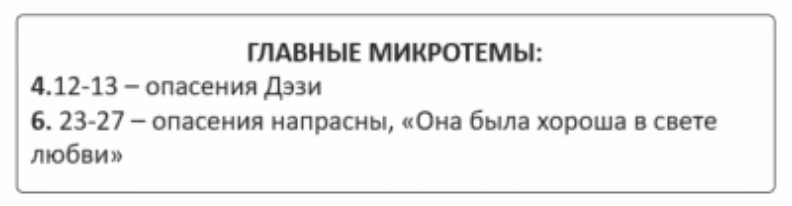 ГЛАВНЫЕ МИКРОТЕМЫ:
4.12-13 – опасения Дэзи
6. 23-27 – опасения напрасны, «Она была хороша в свете
любви»